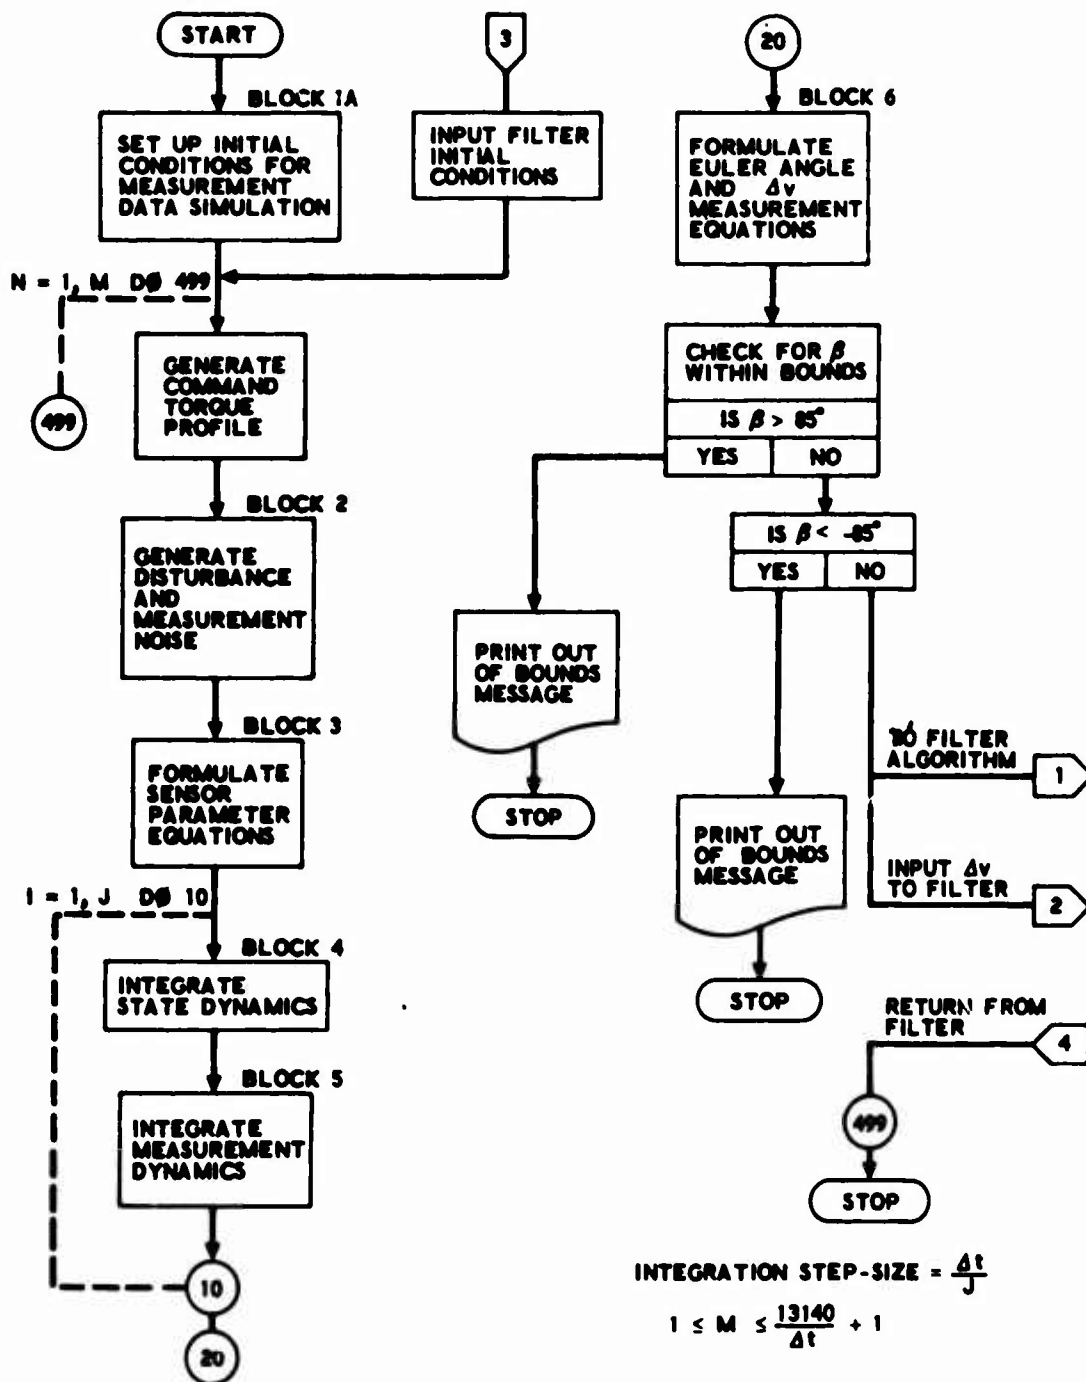 START
BLOCK 1A
SET UP INITIAL
CONDITIONS FOR
MEASUREMENT
DATA SIMULATION
3
INPUT FILTER
INITIAL
CONDITIONS
N = 1, M DØ 499
499
GENERATE
COMMAND
TORQUE
PROFILE
BLOCK 2
GENERATE
DISTURBANCE
AND
MEASUREMENT
NOISE
BLOCK 3
FORMULATE
SENSOR
PARAMETER
EQUATIONS
I = 1, J DØ 10
BLOCK 4
INTEGRATE
STATE DYNAMICS
BLOCK 5
INTEGRATE
MEASUREMENT
DYNAMICS
10
20
20
BLOCK 6
FORMULATE
EULER ANGLE
AND Δv
MEASUREMENT
EQUATIONS
CHECK FOR β
WITHIN BOUNDS
IS β > 85°
YES NO
IS β < -85°
YES NO
PRINT OUT
OF BOUNDS
MESSAGE
STOP
PRINT OUT
OF BOUNDS
MESSAGE
STOP
TO FILTER
ALGORITHM
1
INPUT Δv
TO FILTER
2
RETURN FROM
FILTER
4
499
STOP
INTEGRATION STEP-SIZE = Δt/J
1 ≤ M ≤ 13140/Δt + 1